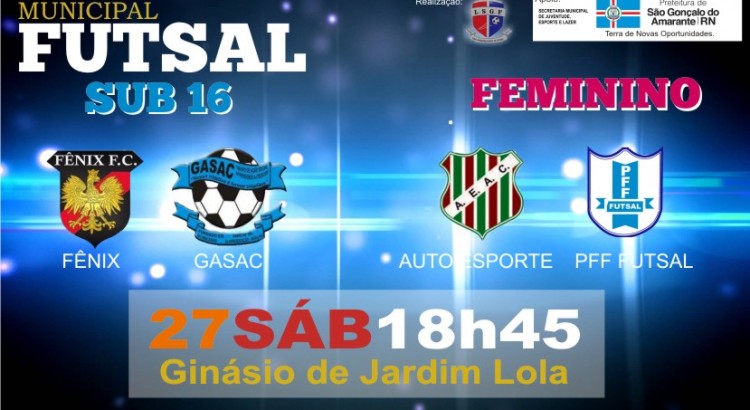 MUNICIPAL
FUTSAL
SUB 16
Realização:
LSGF
Apoio:
SECRETARIA MUNICIPAL
DE JUVENTUDE,
ESPORTE E LAZER
Prefeitura de
São Gonçalo do
Amarante|RN
Terra de Novas Oportunidades.
FEMININO
FÊNIX F.C.
GASAC
A.E.A.C.
PFF
FUTSAL
FÊNIX
GASAC
AUTO ESPORTE
PFF FUTSAL
27SÁB18h45
Ginásio de Jardim Lola